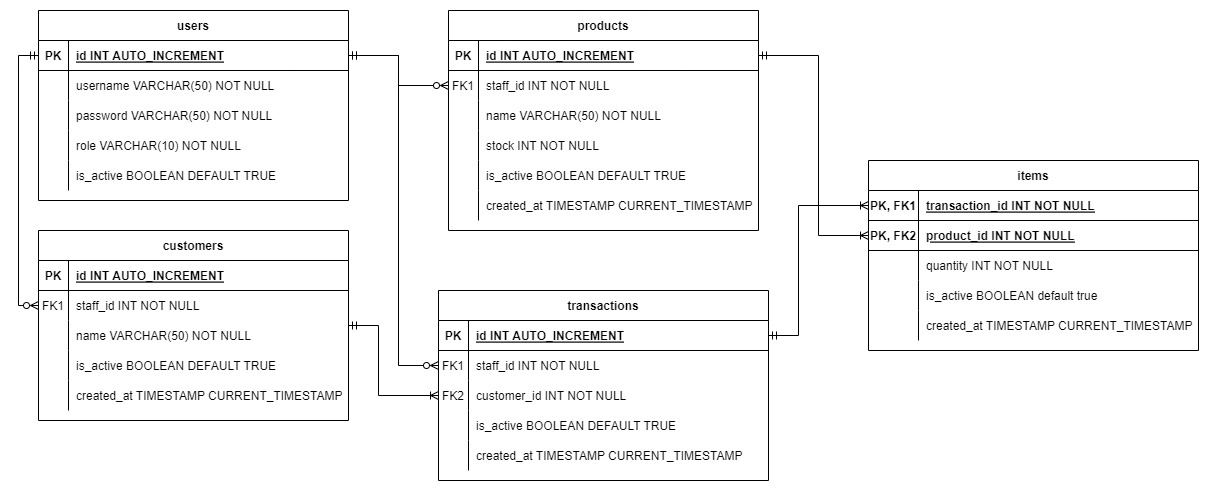 users
PK id INT AUTO_INCREMENT
username VARCHAR(50) NOT NULL
password VARCHAR(50) NOT NULL
role VARCHAR(10) NOT NULL
is_active BOOLEAN DEFAULT TRUE
customers
PK id INT AUTO_INCREMENT
FK1 staff_id INT NOT NULL
name VARCHAR(50) NOT NULL
is_active BOOLEAN DEFAULT TRUE
created_at TIMESTAMP CURRENT_TIMESTAMP
products
PK id INT AUTO_INCREMENT
FK1 staff_id INT NOT NULL
name VARCHAR(50) NOT NULL
stock INT NOT NULL
is_active BOOLEAN DEFAULT TRUE
created_at TIMESTAMP CURRENT_TIMESTAMP
transactions
PK id INT AUTO_INCREMENT
FK1 staff_id INT NOT NULL
FK2 customer_id INT NOT NULL
is_active BOOLEAN DEFAULT TRUE
created_at TIMESTAMP CURRENT_TIMESTAMP
items
PK, FK1 transaction_id INT NOT NULL
PK, FK2 product_id INT NOT NULL
quantity INT NOT NULL
is_active BOOLEAN default true
created_at TIMESTAMP CURRENT_TIMESTAMP